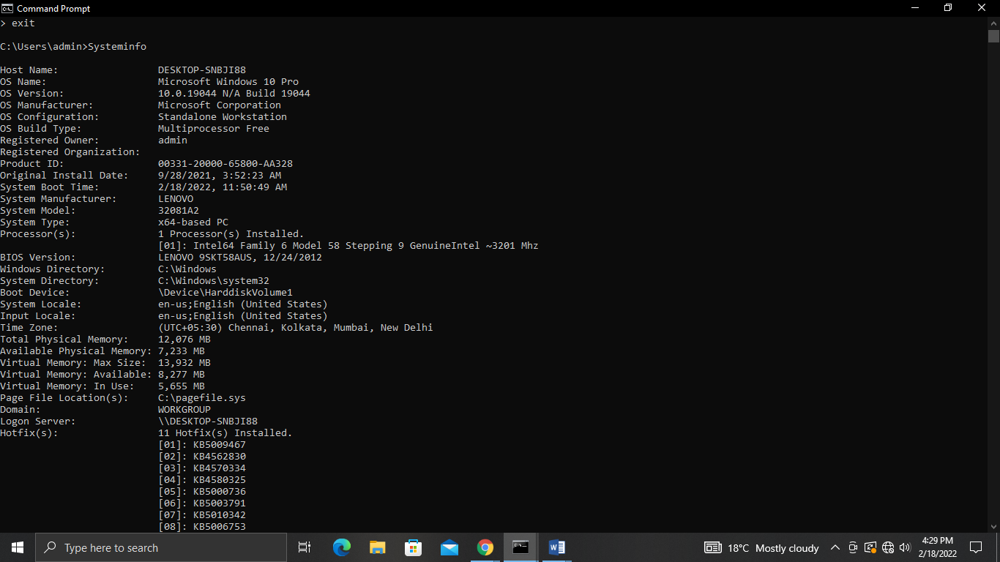 Command Prompt
> exit
C:\Users\admin>Systeminfo
Host Name: DESKTOP-SNBJI88
OS Name: Microsoft Windows 10 Pro
OS Version: 10.0.19044 N/A Build 19044
OS Manufacturer: Microsoft Corporation
OS Configuration: Standalone Workstation
OS Build Type: Multiprocessor Free
Registered Owner: admin
Registered Organization:
Product ID: 00331-20000-65800-AA328
Original Install Date: 9/28/2021, 3:52:23 AM
System Boot Time: 2/18/2022, 11:50:49 AM
System Manufacturer: LENOVO
System Model: 32081A2
System Type: x64-based PC
Processor(s): 1 Processor(s) Installed.
[01]: Intel64 Family 6 Model 58 Stepping 9 GenuineIntel ~3201 Mhz
BIOS Version: LENOVO 9SKT58AUS, 12/24/2012
Windows Directory: C:\Windows
System Directory: C:\Windows\system32
Boot Device: \Device\HarddiskVolume1
System Locale: en-us;English (United States)
Input Locale: en-us;English (United States)
Time Zone: (UTC+05:30) Chennai, Kolkata, Mumbai, New Delhi
Total Physical Memory: 12,076 MB
Available Physical Memory: 7,233 MB
Virtual Memory: Max Size: 13,932 MB
Virtual Memory: Available: 8,277 MB
Virtual Memory: In Use: 5,655 MB
Page File Location(s): C:\pagefile.sys
Domain: WORKGROUP
Logon Server: \\DESKTOP-SNBJI88
Hotfix(s): 11 Hotfix(s) Installed.
[01]: KB5009467
[02]: KB4562830
[03]: KB4570334
[04]: KB4580325
[05]: KB5000736
[06]: KB5003791
[07]: KB5010342
[08]: KB5006753
Type here to search
18°C Mostly cloudy
4:29 PM
2/18/2022